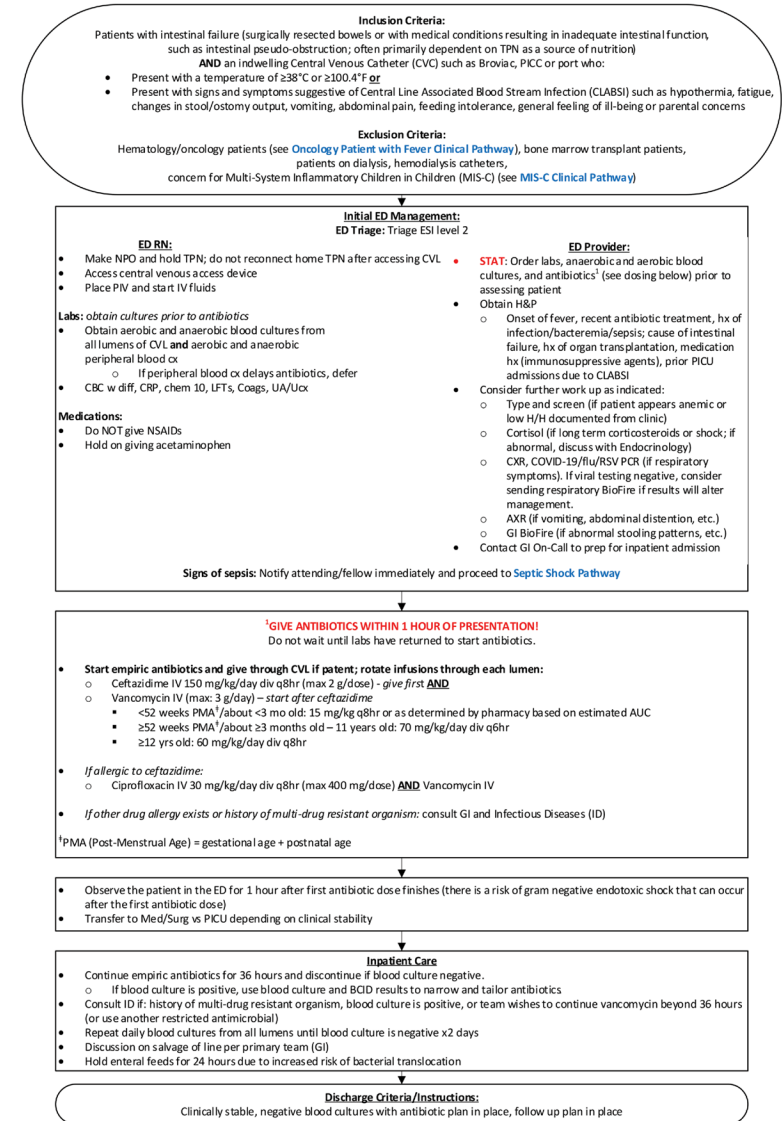 Inclusion Criteria:
Patients with intestinal failure (surgically resected bowels or with medical conditions resulting in inadequate intestinal function,
such as intestinal pseudo-obstruction; often primarily dependent on TPN as a source of nutrition)
AND an indwelling Central Venous Catheter (CVC) such as Broviac, PICC or port who:
• Present with a temperature of ≥38°C or ≥100.4°F or
• Present with signs and symptoms suggestive of Central Line Associated Blood Stream Infection (CLABSI) such as hypothermia, fatigue,
changes in stool/ostomy output, vomiting, abdominal pain, feeding intolerance, general feeling of ill-being or parental concerns
Exclusion Criteria:
Hematology/oncology patients (see Oncology Patient with Fever Clinical Pathway), bone marrow transplant patients,
patients on dialysis, hemodialysis catheters,
concern for Multi-System Inflammatory Children in Children (MIS-C) (see MIS-C Clinical Pathway)
Initial ED Management:
ED Triage: Triage ESI level 2
ED RN:
• Make NPO and hold TPN; do not reconnect home TPN after accessing CVL
• Access central venous access device
• Place PIV and start IV fluids
Labs: obtain cultures prior to antibiotics
• Obtain aerobic and anaerobic blood cultures from
all lumens of CVL and aerobic and anaerobic
peripheral blood cx
o If peripheral blood cx delays antibiotics, defer
• CBC w diff, CRP, chem 10, LFTs, Coags, UA/Ucx
Medications:
• Do NOT give NSAIDs
• Hold on giving acetaminophen
ED Provider:
• STAT: Order labs, anaerobic and aerobic blood
cultures, and antibiotics¹ (see dosing below) prior to
assessing patient
• Obtain H&P
o Onset of fever, recent antibiotic treatment, hx of
infection/bacteremia/sepsis; cause of intestinal
failure, hx of organ transplantation, medication
hx (immunosuppressive agents), prior PICU
admissions due to CLABSI
• Consider further work up as indicated:
o Type and screen (if patient appears anemic or
low H/H documented from clinic)
o Cortisol (if long term corticosteroids or shock; if
abnormal, discuss with Endocrinology)
o CXR, COVID-19/flu/RSV PCR (if respiratory
symptoms). If viral testing negative, consider
sending respiratory BioFire if results will alter
management.
o AXR (if vomiting, abdominal distention, etc.)
o GI BioFire (if abnormal stooling patterns, etc.)
• Contact GI On-Call to prep for inpatient admission
Signs of sepsis: Notify attending/fellow immediately and proceed to Septic Shock Pathway
¹GIVE ANTIBIOTICS WITHIN 1 HOUR OF PRESENTATION!
Do not wait until labs have returned to start antibiotics.
• Start empiric antibiotics and give through CVL if patent; rotate infusions through each lumen:
o Ceftazidime IV 150 mg/kg/day div q8hr (max 2 g/dose) - give first AND
o Vancomycin IV (max: 3 g/day) – start after ceftazidime
▪ <52 weeks PMA‡/about <3 mo old: 15 mg/kg q8hr or as determined by pharmacy based on estimated AUC
▪ ≥52 weeks PMA‡/about ≥3 months old – 11 years old: 70 mg/kg/day div q6hr
▪ ≥12 yrs old: 60 mg/kg/day div q8hr
• If allergic to ceftazidime:
o Ciprofloxacin IV 30 mg/kg/day div q8hr (max 400 mg/dose) AND Vancomycin IV
• If other drug allergy exists or history of multi-drug resistant organism: consult GI and Infectious Diseases (ID)
‡PMA (Post-Menstrual Age) = gestational age + postnatal age
• Observe the patient in the ED for 1 hour after first antibiotic dose finishes (there is a risk of gram negative endotoxic shock that can occur
after the first antibiotic dose)
• Transfer to Med/Surg vs PICU depending on clinical stability
Inpatient Care
• Continue empiric antibiotics for 36 hours and discontinue if blood culture negative.
o If blood culture is positive, use blood culture and BCID results to narrow and tailor antibiotics
• Consult ID if: history of multi-drug resistant organism, blood culture is positive, or team wishes to continue vancomycin beyond 36 hours
(or use another restricted antimicrobial)
• Repeat daily blood cultures from all lumens until blood culture is negative x2 days
• Discussion on salvage of line per primary team (GI)
• Hold enteral feeds for 24 hours due to increased risk of bacterial translocation
Discharge Criteria/Instructions:
Clinically stable, negative blood cultures with antibiotic plan in place, follow up plan in place